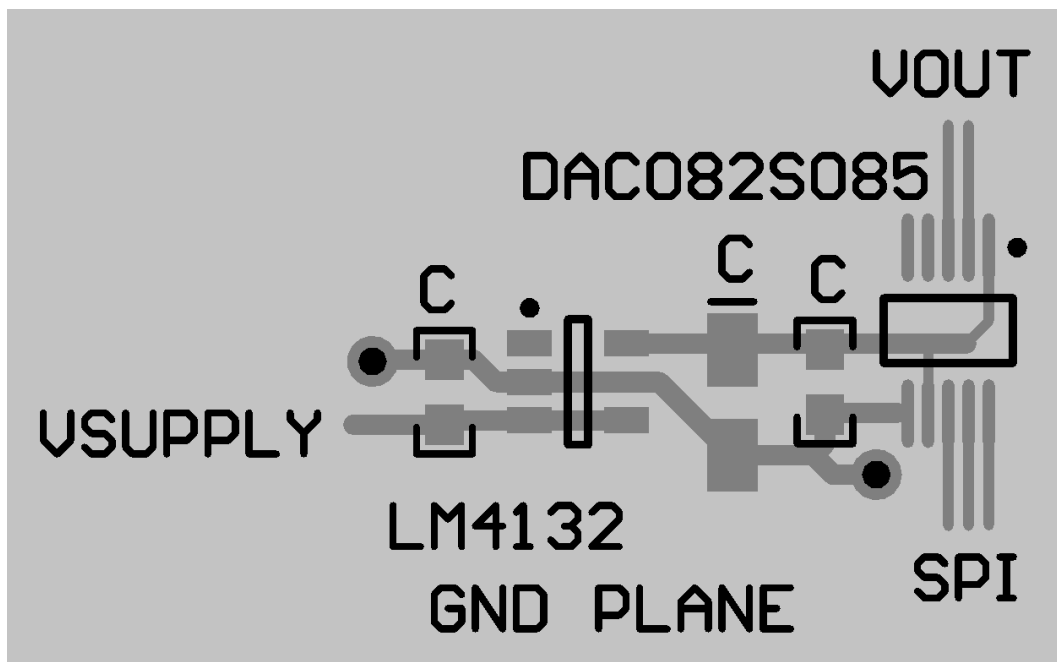 VOUT
DAC082S085
C
C
C
VSUPPLY
LM4132
SPI
GND PLANE